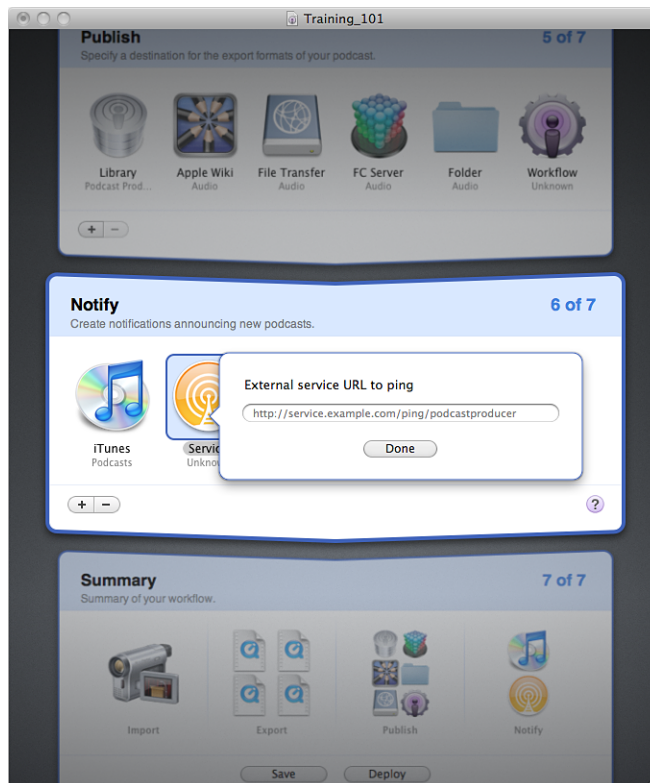 Training_101
Publish 5 of 7
Specify a destination for the export formats of your podcast.
Library Apple Wiki File Transfer FC Server Folder Workflow
Podcast Prod... Audio Audio Audio Audio Unknown
+ −
Notify 6 of 7
Create notifications announcing new podcasts.
External service URL to ping
http://service.example.com/ping/podcastproducer
Done
iTunes
Podcasts
+ − ?
Summary 7 of 7
Summary of your workflow.
Import Export Publish Notify
Save Deploy